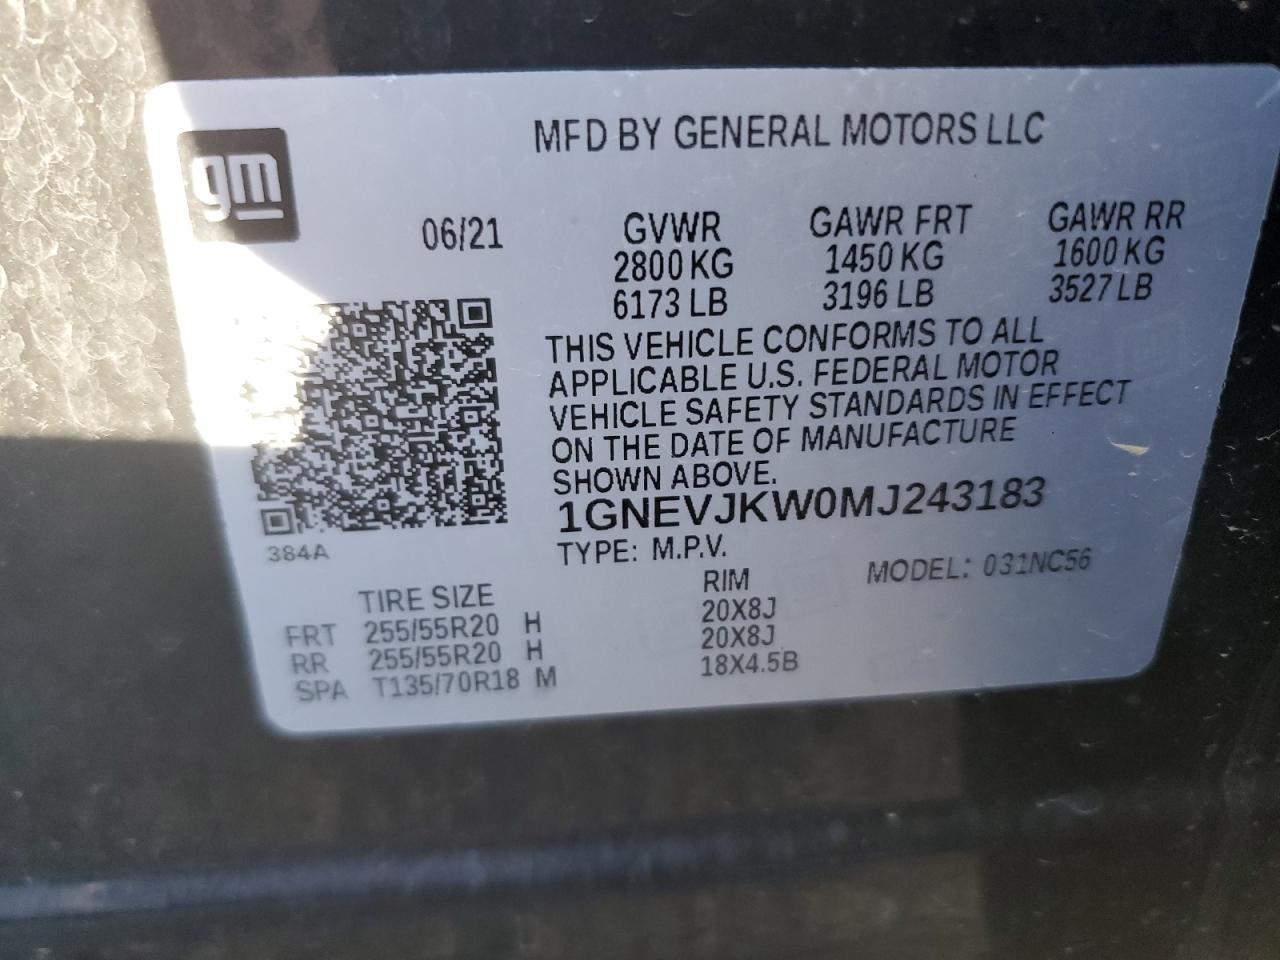 MFD BY GENERAL MOTORS LLC
gm
06/21 GVWR GAWR FRT GAWR RR
2800 KG 1450 KG 1600 KG
6173 LB 3196 LB 3527 LB
THIS VEHICLE CONFORMS TO ALL
APPLICABLE U.S. FEDERAL MOTOR
VEHICLE SAFETY STANDARDS IN EFFECT
ON THE DATE OF MANUFACTURE
SHOWN ABOVE.
1GNEVJKW0MJ243183
384A
TYPE: M.P.V. MODEL: 031NC56
TIRE SIZE RIM
FRT 255/55R20 H 20X8J
RR 255/55R20 H 20X8J
SPA T135/70R18 M 18X4.5B